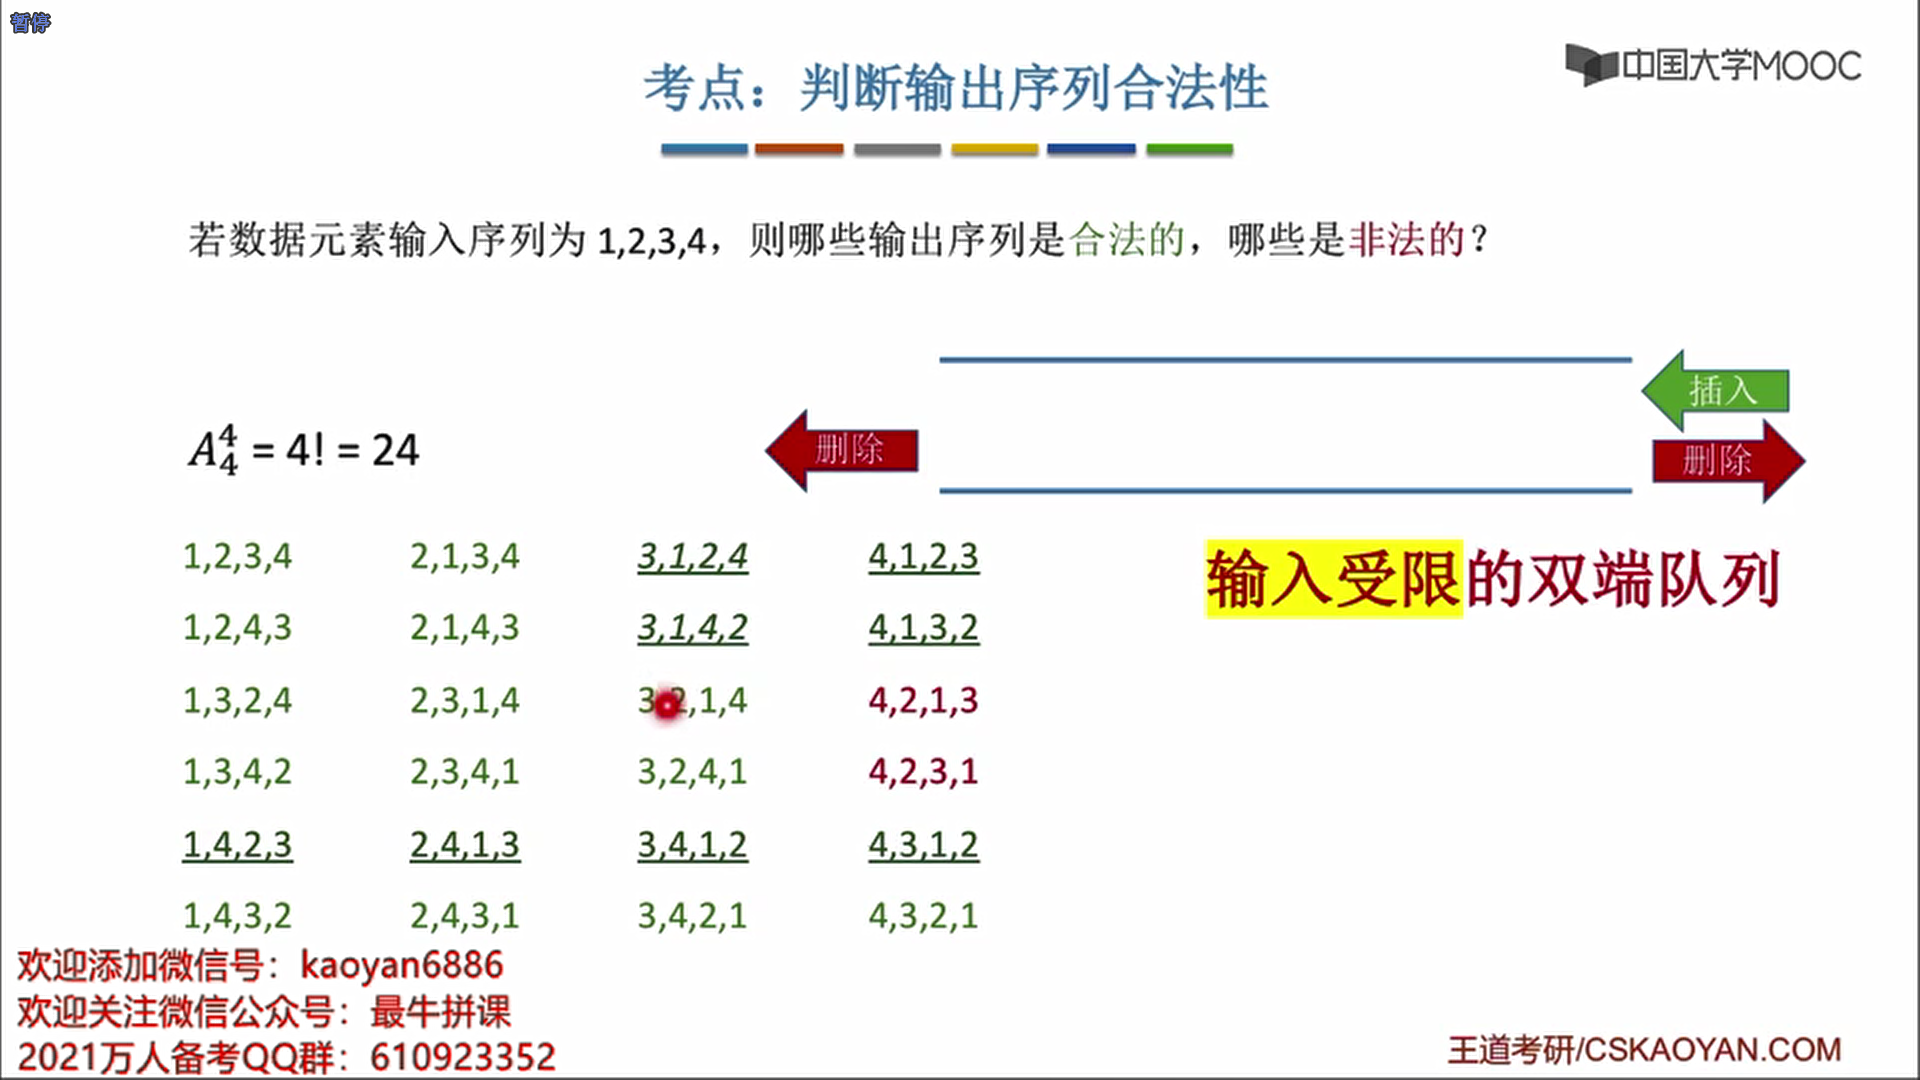 暂停
中国大学MOOC
考点：判断输出序列合法性
若数据元素输入序列为 1,2,3,4，则哪些输出序列是合法的，哪些是非法的？
插入
删除
删除
A₄⁴ = 4! = 24
1,2,3,4 2,1,3,4 3,1,2,4 4,1,2,3
输入受限的双端队列
1,2,4,3 2,1,4,3 3,1,4,2 4,1,3,2
1,3,2,4 2,3,1,4 3,2,1,4 4,2,1,3
1,3,4,2 2,3,4,1 3,2,4,1 4,2,3,1
1,4,2,3 2,4,1,3 3,4,1,2 4,3,1,2
1,4,3,2 2,4,3,1 3,4,2,1 4,3,2,1
欢迎添加微信号：kaoyan6886
欢迎关注微信公众号：最牛拼课
2021万人备考QQ群：610923352
王道考研/CSKAOYAN.COM